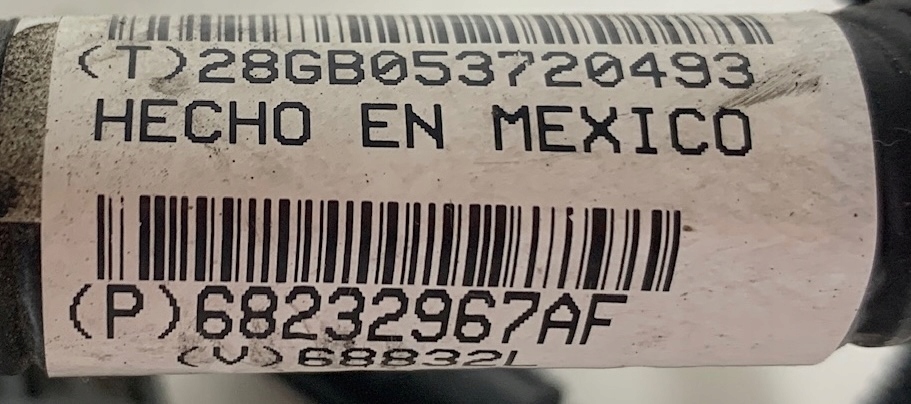 (T)28GB053720493
HECHO EN MEXICO
(P)68232967AF
(V)68832L